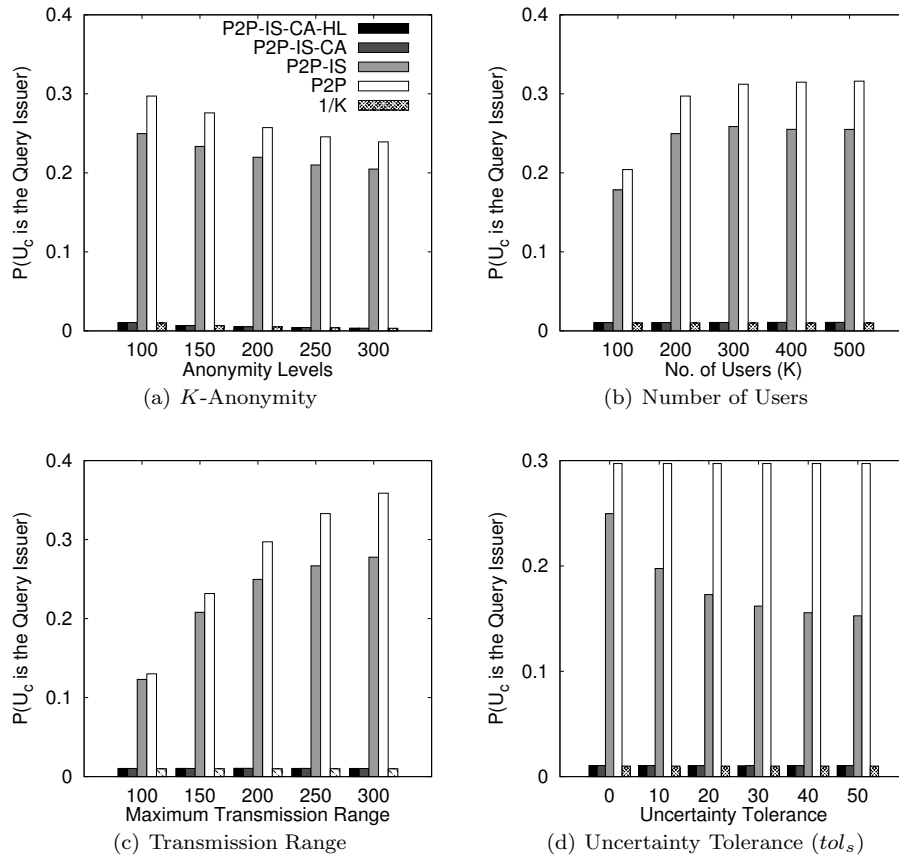 0.4
0.3
0.2
0.1
0
P(U_c is the Query Issuer)
P2P-IS-CA-HL
P2P-IS-CA
P2P-IS
P2P
1/K
100 150 200 250 300
Anonymity Levels
(a) K-Anonymity
0.4
0.3
0.2
0.1
0
P(U_c is the Query Issuer)
100 200 300 400 500
No. of Users (K)
(b) Number of Users
0.4
0.3
0.2
0.1
0
P(U_c is the Query Issuer)
100 150 200 250 300
Maximum Transmission Range
(c) Transmission Range
0.3
0.2
0.1
0
P(U_c is the Query Issuer)
0 10 20 30 40 50
Uncertainty Tolerance
(d) Uncertainty Tolerance (tol_s)